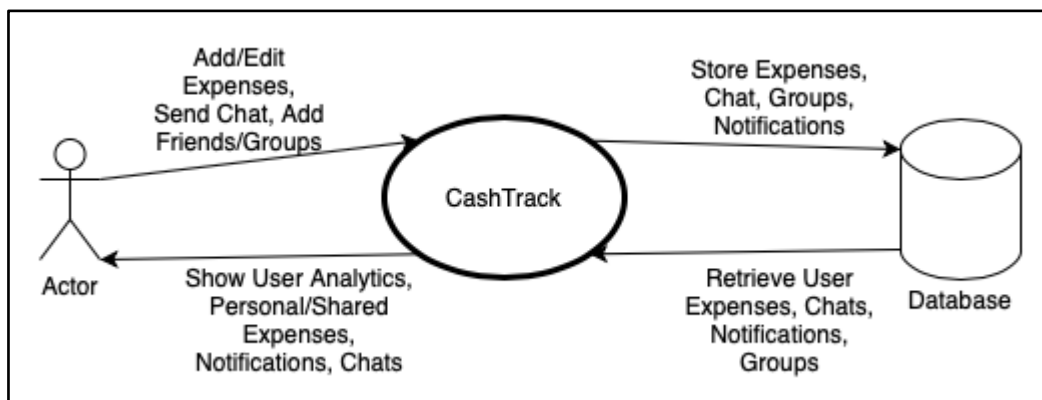 Add/Edit
Expenses,
Send Chat, Add
Friends/Groups
Store Expenses,
Chat, Groups,
Notifications
CashTrack
Actor
Show User Analytics,
Personal/Shared
Expenses,
Notifications, Chats
Retrieve User
Expenses, Chats,
Notifications,
Groups
Database